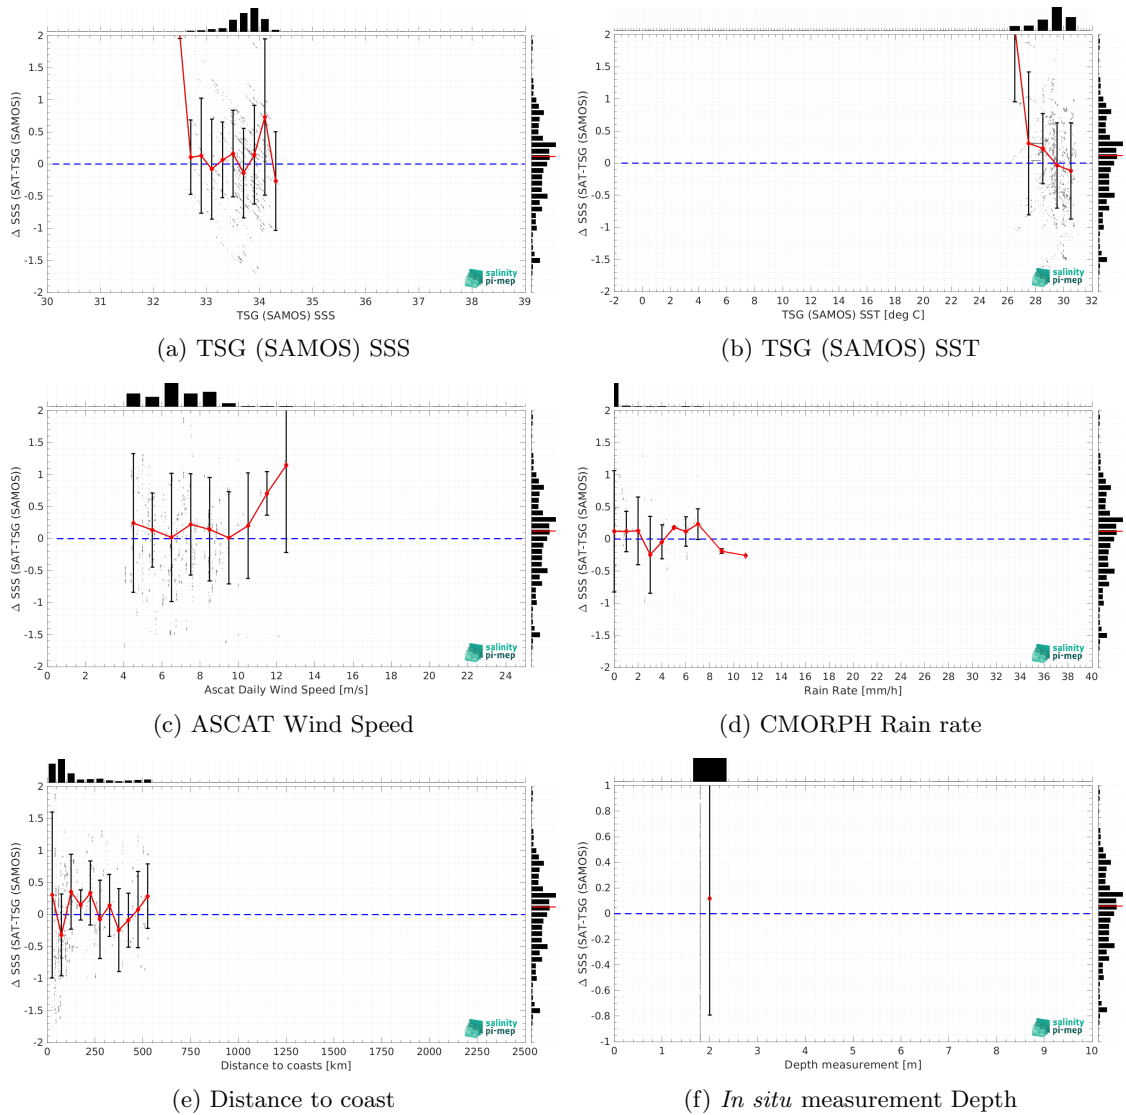 2
1.5
1
0.5
0
-0.5
-1
-1.5
-2
Δ SSS (SAT-TSG (SAMOS))
30 31 32 33 34 35 36 37 38 39
TSG (SAMOS) SSS
salinity
pi-mep
(a) TSG (SAMOS) SSS
2
1.5
1
0.5
0
-0.5
-1
-1.5
-2
Δ SSS (SAT-TSG (SAMOS))
-2 0 2 4 6 8 10 12 14 16 18 20 22 24 26 28 30 32
TSG (SAMOS) SST [deg C]
salinity
pi-mep
(b) TSG (SAMOS) SST
2
1.5
1
0.5
0
-0.5
-1
-1.5
-2
Δ SSS (SAT-TSG (SAMOS))
0 2 4 6 8 10 12 14 16 18 20 22 24
Ascat Daily Wind Speed [m/s]
salinity
pi-mep
(c) ASCAT Wind Speed
2
1.5
1
0.5
0
-0.5
-1
-1.5
-2
Δ SSS (SAT-TSG (SAMOS))
0 2 4 6 8 10 12 14 16 18 20 22 24 26 28 30 32 34 36 38 40
Rain Rate [mm/h]
salinity
pi-mep
(d) CMORPH Rain rate
2
1.5
1
0.5
0
-0.5
-1
-1.5
-2
Δ SSS (SAT-TSG (SAMOS))
0 250 500 750 1000 1250 1500 1750 2000 2250 2500
Distance to coasts [km]
salinity
pi-mep
(e) Distance to coast
1
0.8
0.6
0.4
0.2
0
-0.2
-0.4
-0.6
-0.8
-1
Δ SSS (SAT-TSG (SAMOS))
0 1 2 3 4 5 6 7 8 9 10
Depth measurement [m]
salinity
pi-mep
(f) In situ measurement Depth